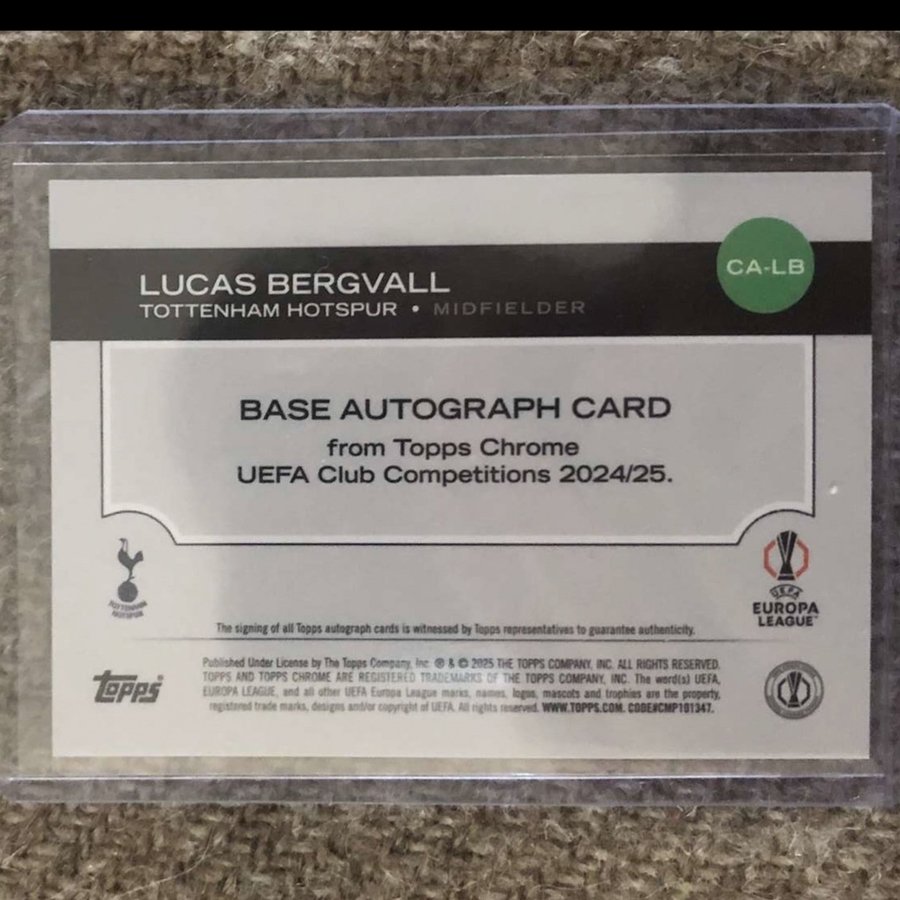 CA-LB
LUCAS BERGVALL
TOTTENHAM HOTSPUR • MIDFIELDER
BASE AUTOGRAPH CARD
from Topps Chrome
UEFA Club Competitions 2024/25.
TOTTENHAM
HOTSPUR
UEFA
EUROPA
LEAGUE™
The signing of all Topps autograph cards is witnessed by Topps representatives to guarantee authenticity.
Topps®
Published Under License by The Topps Company, Inc. ® & © 2025 THE TOPPS COMPANY, INC. ALL RIGHTS RESERVED.
TOPPS AND TOPPS CHROME ARE REGISTERED TRADEMARKS OF THE TOPPS COMPANY, INC. The word(s) UEFA,
EUROPA LEAGUE, and all other UEFA Europa League marks, names, logos, mascots and trophies are the property,
registered trade marks, designs and/or copyright of UEFA. All rights reserved. WWW.TOPPS.COM. CODE#CMP101347.